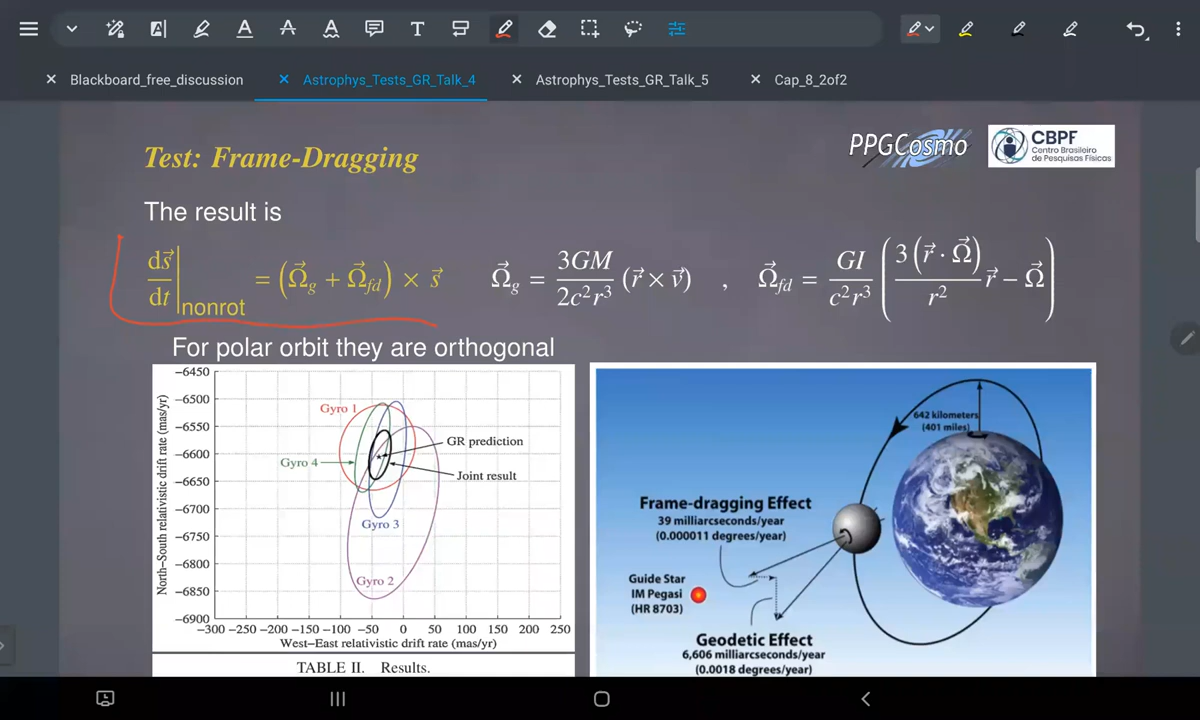 Blackboard_free_discussion
Astrophys_Tests_GR_Talk_4
Astrophys_Tests_GR_Talk_5
Cap_8_2of2
Test: Frame-Dragging
PPGCosmo
CBPF
Centro Brasileiro
de Pesquisas Físicas
The result is
ds⃗/dt|nonrot = (Ω⃗g + Ω⃗fd) × s⃗    Ω⃗g = 3GM/2c²r³ (r⃗ × v⃗) , Ω⃗fd = GI/c²r³ (3(r⃗ · Ω⃗)/r² r⃗ − Ω⃗)
For polar orbit they are orthogonal
North−South relativistic drift rate (mas/yr)
−6450
−6500
−6550
−6600
−6650
−6700
−6750
−6800
−6850
−6900
Gyro 1
GR prediction
Gyro 4
Joint result
Gyro 3
Gyro 2
−300 −250 −200 −150 −100 −50 0 50 100 150 200 250
West−East relativistic drift rate (mas/yr)
TABLE II. Results.
642 kilometers
(401 miles)
Frame-dragging Effect
39 milliarcseconds/year
(0.000011 degrees/year)
Guide Star
IM Pegasi
(HR 8703)
Geodetic Effect
6,606 milliarcseconds/year
(0.0018 degrees/year)